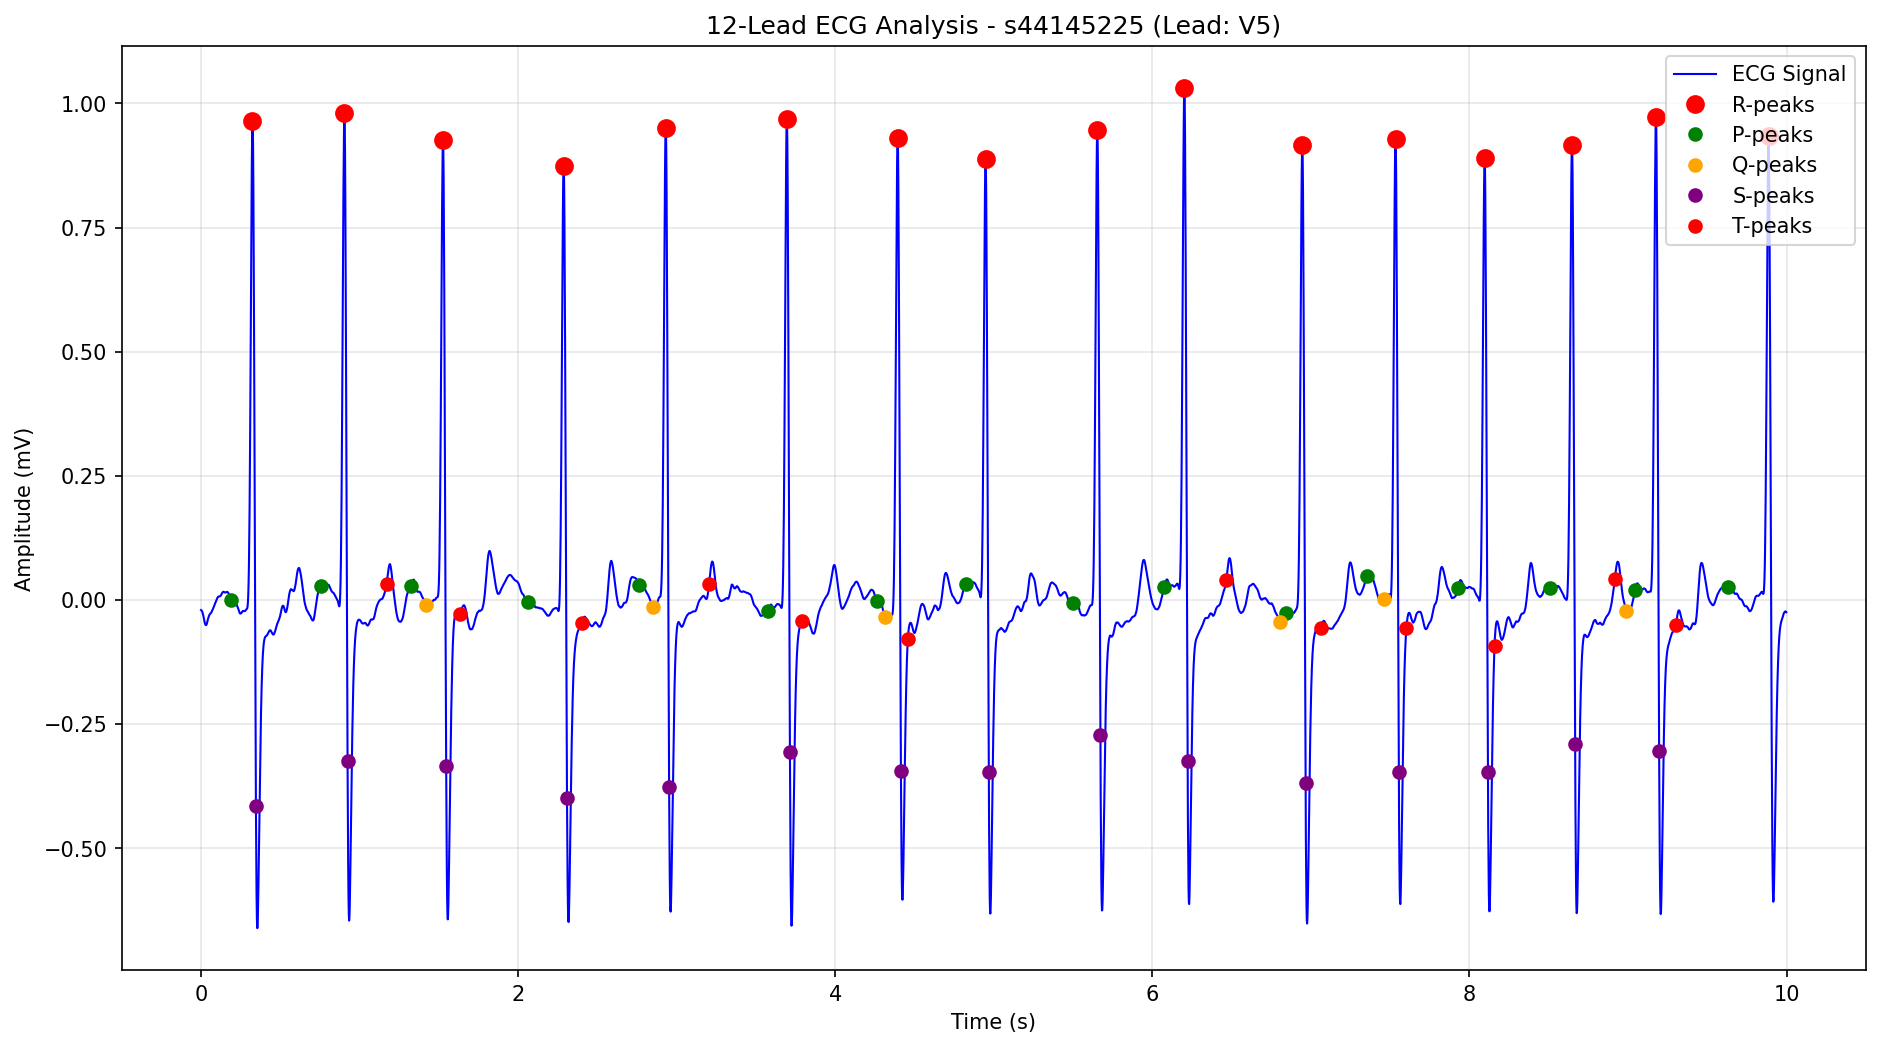 12-Lead ECG Analysis - s44145225 (Lead: V5)
ECG Signal
R-peaks
P-peaks
Q-peaks
S-peaks
T-peaks
Amplitude (mV)
1.00
0.75
0.50
0.25
0.00
−0.25
−0.50
0 2 4 6 8 10
Time (s)